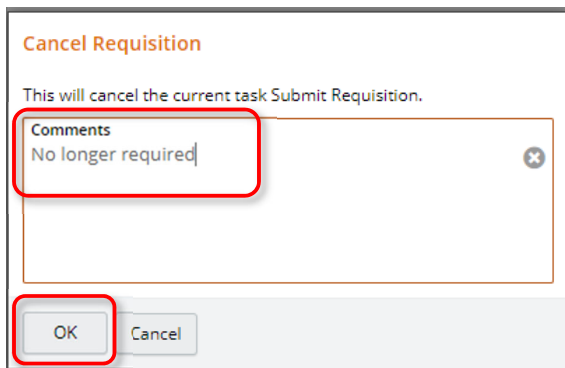 Cancel Requisition
This will cancel the current task Submit Requisition.
Comments
No longer required
OK Cancel